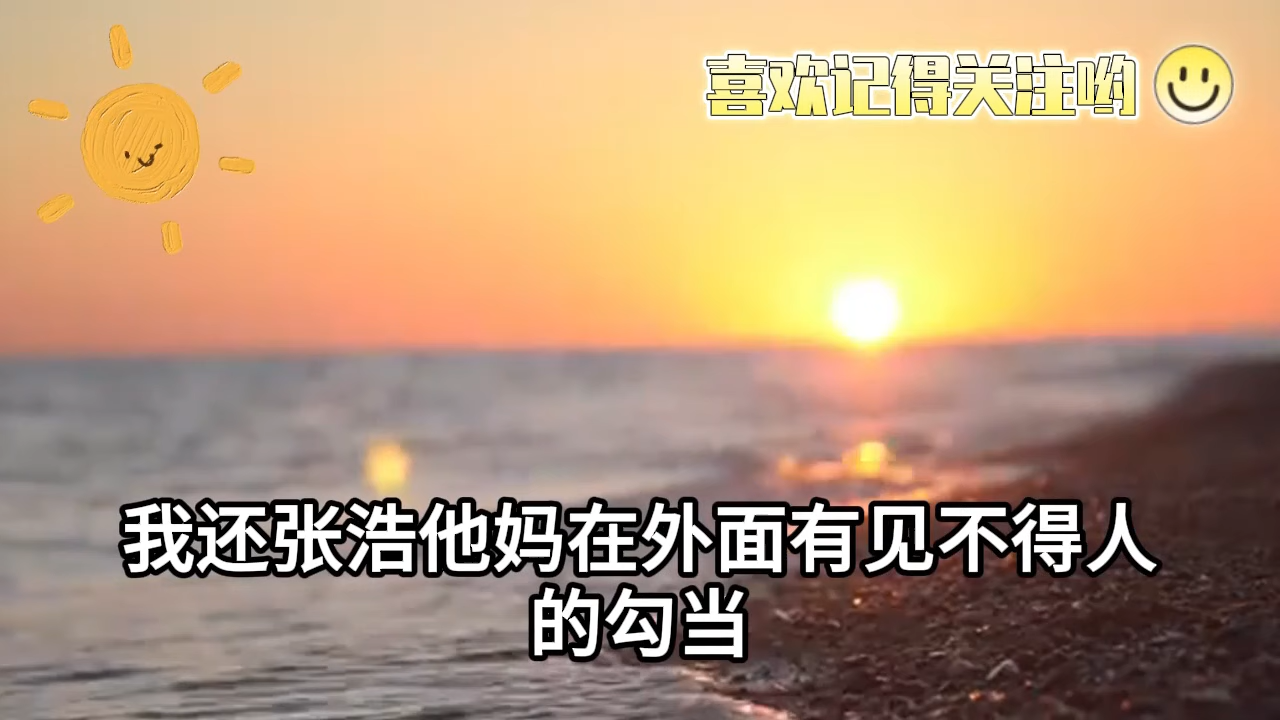 喜欢记得关注哟
我还张浩他妈在外面有见不得人
的勾当